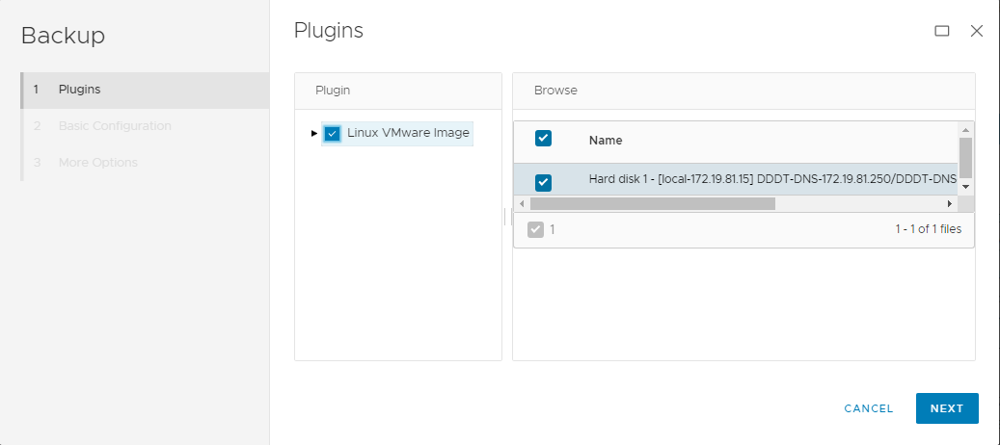 Backup
1 Plugins
2 Basic Configuration
3 More Options
Plugins
Plugin
Linux VMware Image
Browse
Name
Hard disk 1 - [local-172.19.81.15] DDDT-DNS-172.19.81.250/DDDT-DNS
1
1 - 1 of 1 files
CANCEL
NEXT